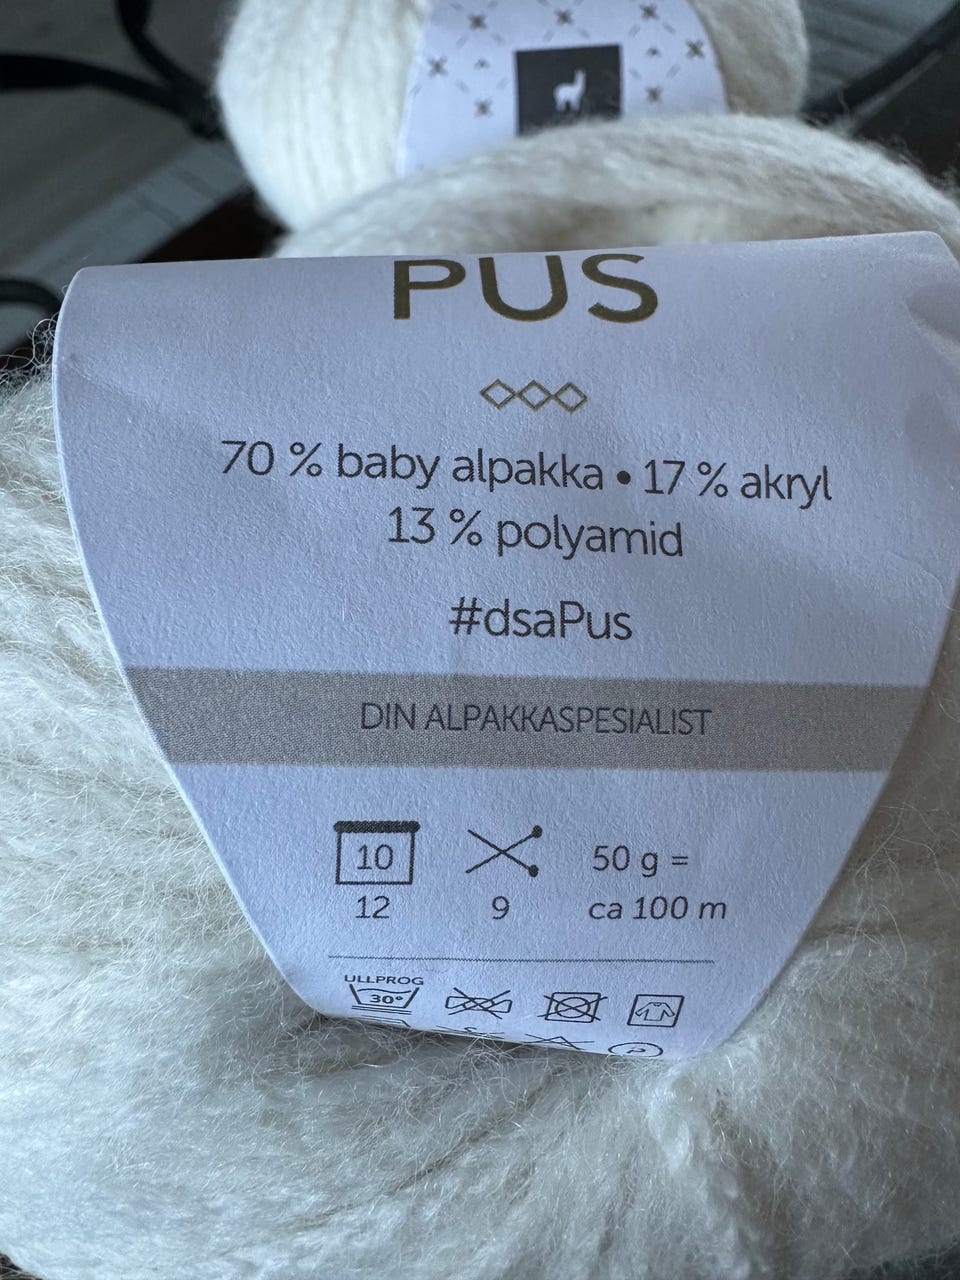 PUS
70 % baby alpakka • 17 % akryl
13 % polyamid
#dsaPus
DIN ALPAKKASPESIALIST
10
12
9
50 g =
ca 100 m
ULLPROG
30°
P